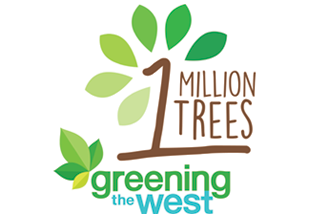 1 MILLION
TREES
greening
the west